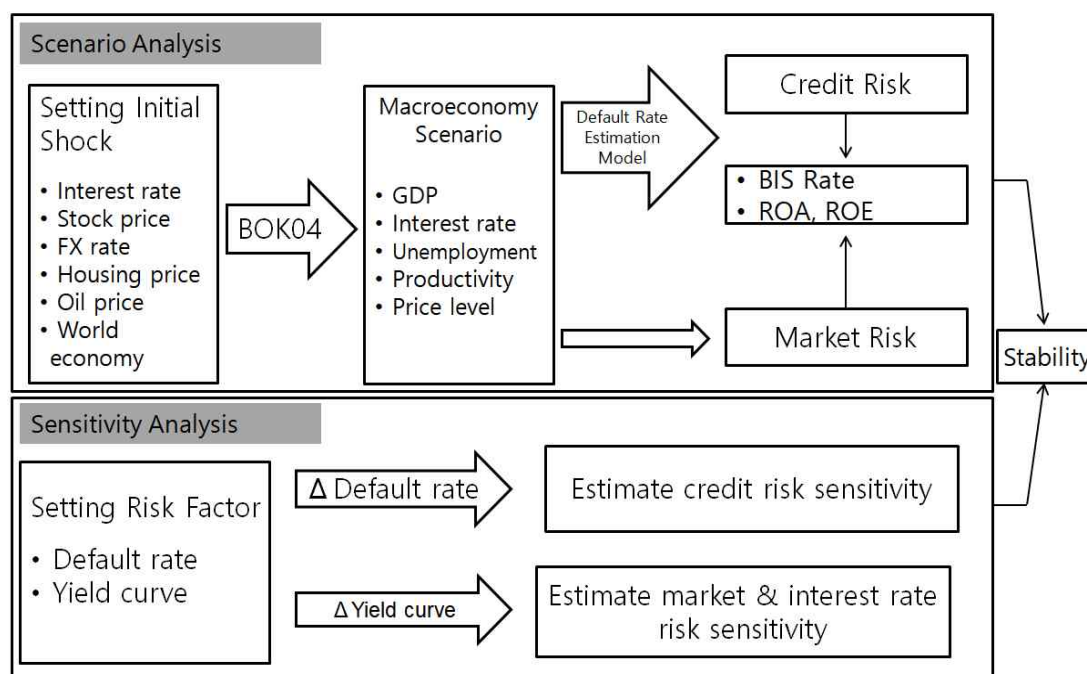 Scenario Analysis
Setting Initial
Shock
• Interest rate
• Stock price
• FX rate
• Housing price
• Oil price
• World
economy
BOK04
Macroeconomy
Scenario
• GDP
• Interest rate
• Unemployment
• Productivity
• Price level
Default Rate
Estimation
Model
Credit Risk
• BIS Rate
• ROA, ROE
Market Risk
Stability
Sensitivity Analysis
Setting Risk Factor
• Default rate
• Yield curve
Δ Default rate
Estimate credit risk sensitivity
Δ Yield curve
Estimate market & interest rate
risk sensitivity